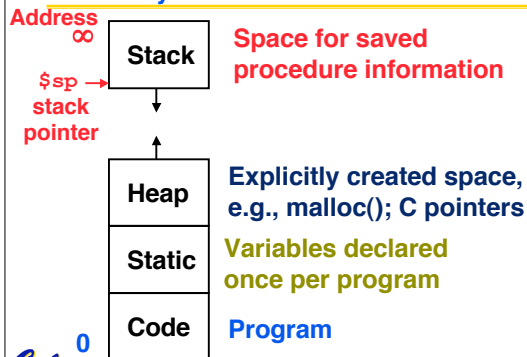 Address
∞
Stack
Space for saved
procedure information
$sp
stack
pointer
Heap
Explicitly created space,
e.g., malloc(); C pointers
Static
Variables declared
once per program
Code
Program
0